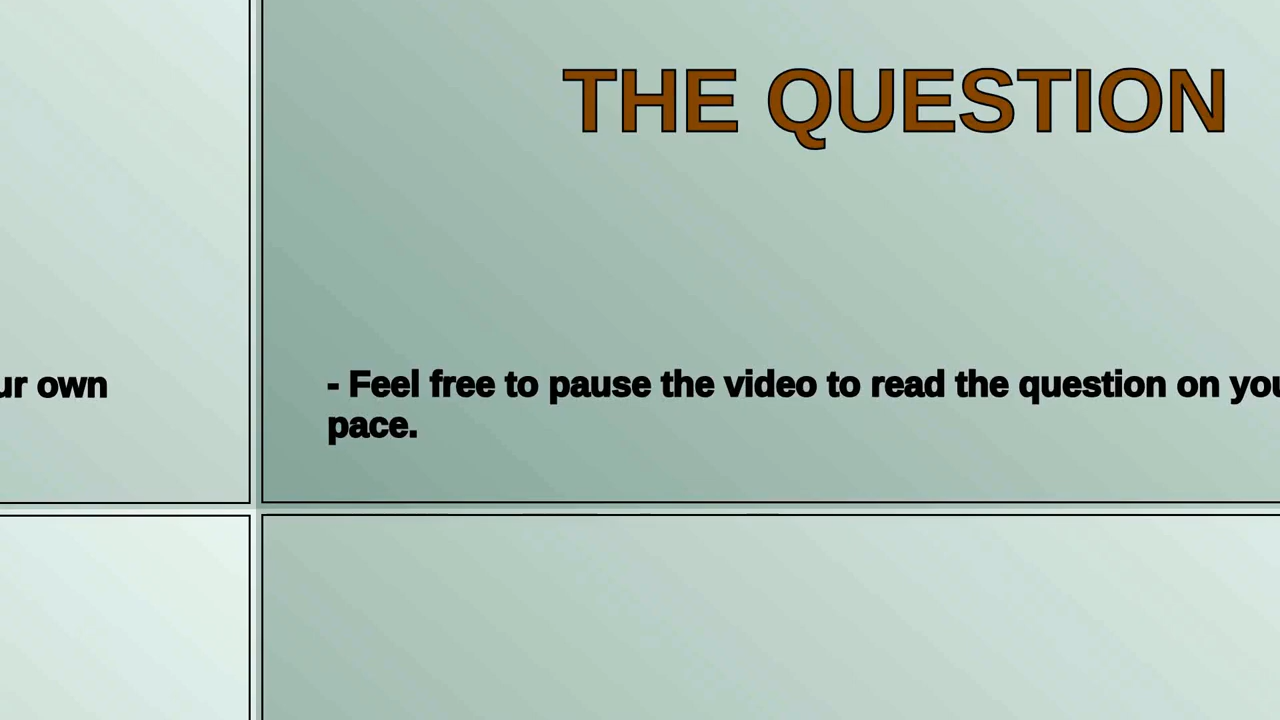 THE QUESTION
ur own
- Feel free to pause the video to read the question on you
pace.